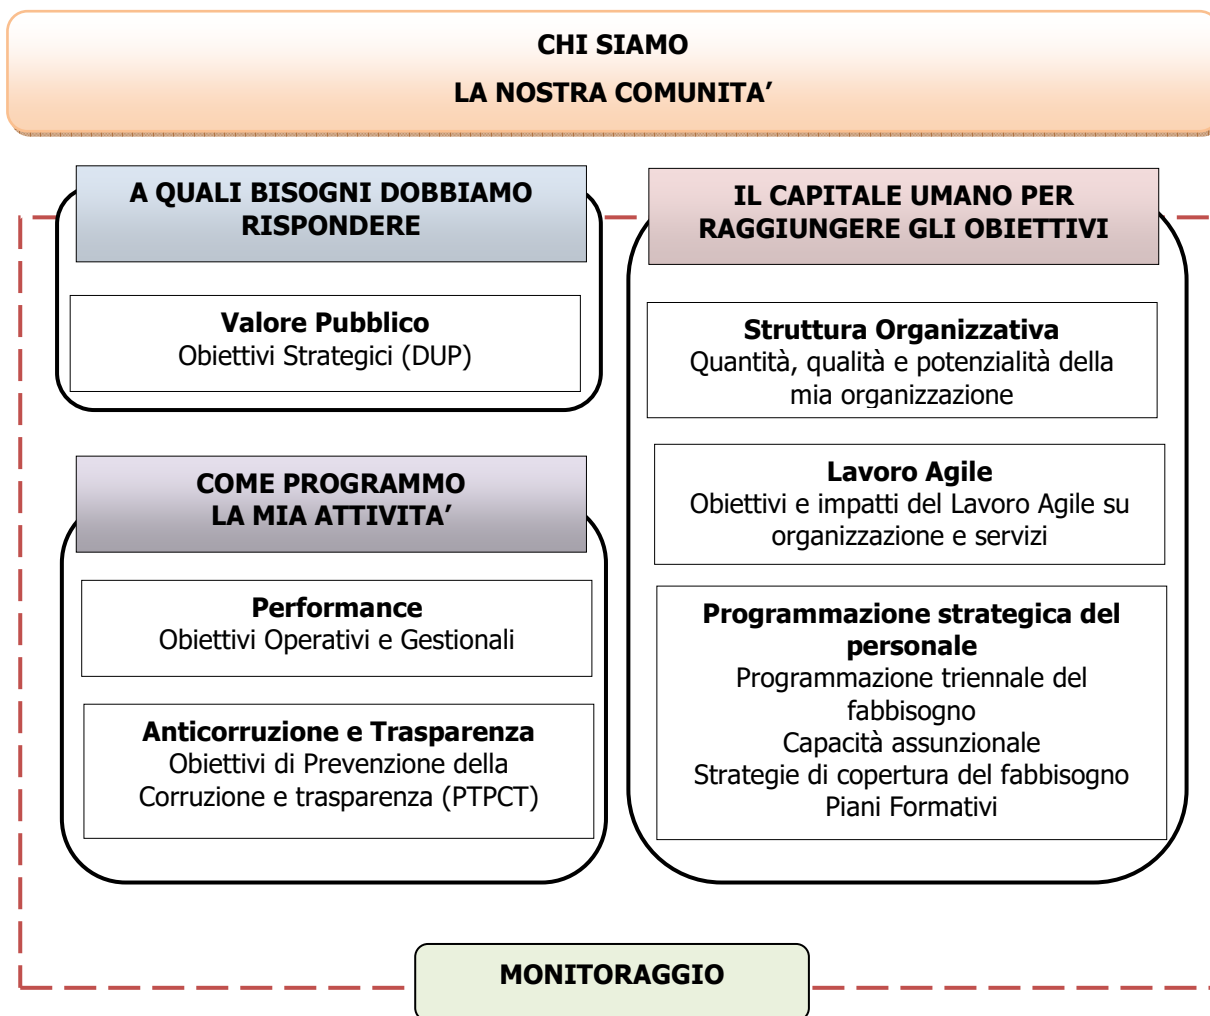 CHI SIAMO
LA NOSTRA COMUNITA’
A QUALI BISOGNI DOBBIAMO
RISPONDERE
Valore Pubblico
Obiettivi Strategici (DUP)
COME PROGRAMMO
LA MIA ATTIVITA’
Performance
Obiettivi Operativi e Gestionali
Anticorruzione e Trasparenza
Obiettivi di Prevenzione della
Corruzione e trasparenza (PTPCT)
IL CAPITALE UMANO PER
RAGGIUNGERE GLI OBIETTIVI
Struttura Organizzativa
Quantità, qualità e potenzialità della
mia organizzazione
Lavoro Agile
Obiettivi e impatti del Lavoro Agile su
organizzazione e servizi
Programmazione strategica del
personale
Programmazione triennale del
fabbisogno
Capacità assunzionale
Strategie di copertura del fabbisogno
Piani Formativi
MONITORAGGIO